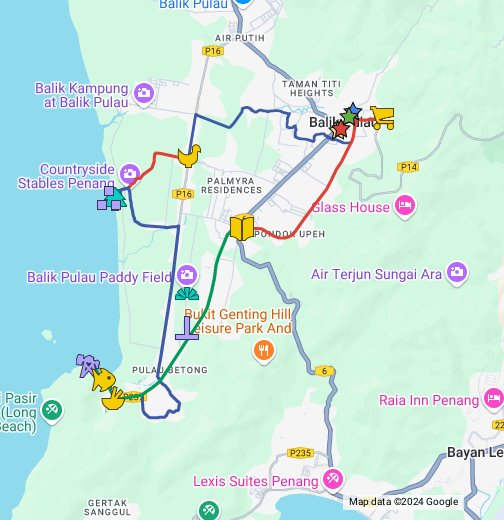 Balik Pulau
AIR PUTIH
P16
TAMAN TITI
HEIGHTS
Balik Kampung
at Balik Pulau
Balik Pulau
P14
Countryside
Stables Penang
PALMYRA
RESIDENCES
P16
Glass House
PONDOK UPEH
Air Terjun Sungai Ara
Balik Pulau Paddy Field
Bukit Genting Hill
Leisure Park And
PULAU BETONG
6
Raia Inn Penang
Pasir
(Long
Beach)
Bayan Le
P235
Lexis Suites Penang
GERTAK
SANGGUL
Map data ©2024 Google